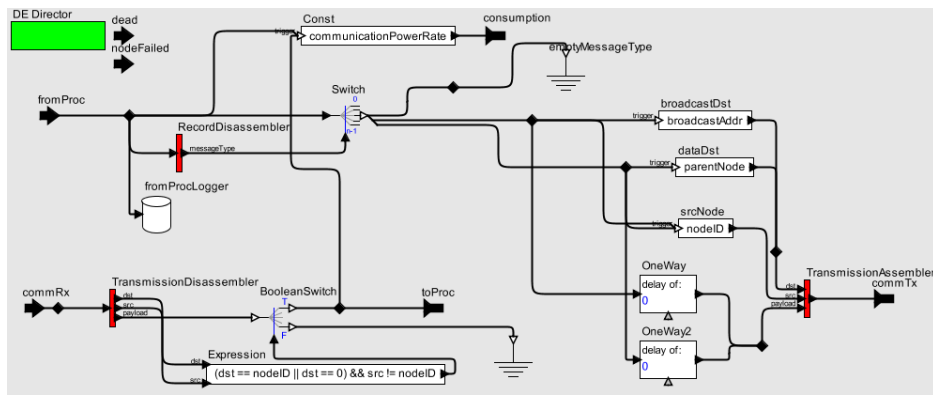 DE Director
dead
nodeFailed
Const
trigger
communicationPowerRate
consumption
emptyMessageType
fromProc
Switch
0
n-1
RecordDisassembler
messageType
fromProcLogger
broadcastDst
trigger
broadcastAddr
dataDst
trigger
parentNode
srcNode
trigger
nodeID
OneWay
delay of:
0
OneWay2
delay of:
0
TransmissionAssembler
dst
src
payload
commTx
commRx
TransmissionDisassembler
dst
src
payload
BooleanSwitch
T
F
toProc
Expression
dst
src
(dst == nodeID || dst == 0) && src != nodeID